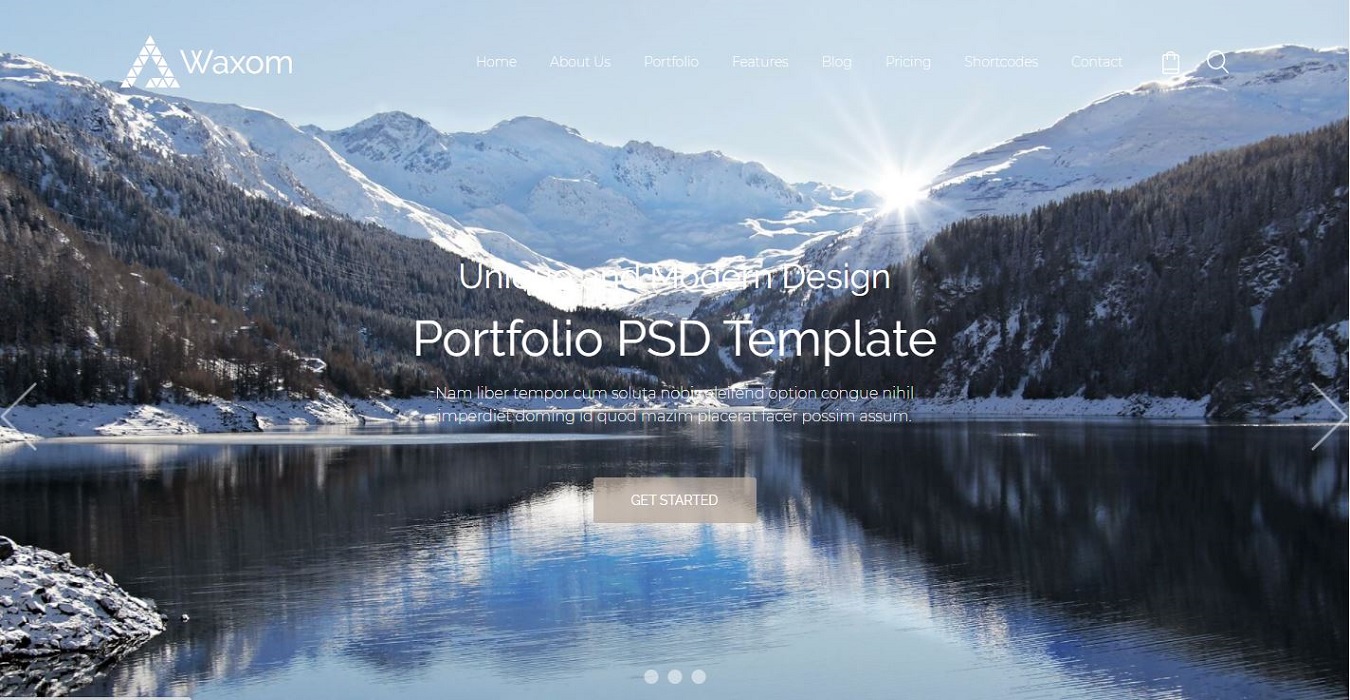 Waxom
Home About Us Portfolio Features Blog Pricing Shortcodes Contact
Unique and Modern Design
Portfolio PSD Template
Nam liber tempor cum soluta nobis eleifend option congue nihil
imperdiet doming id quod mazim placerat facer possim assum.
GET STARTED